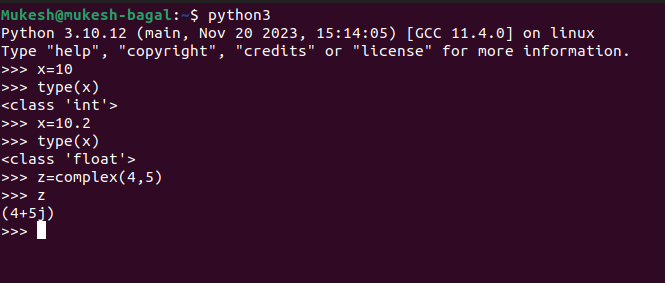 Mukesh@mukesh-bagal:~$ python3
Python 3.10.12 (main, Nov 20 2023, 15:14:05) [GCC 11.4.0] on linux
Type "help", "copyright", "credits" or "license" for more information.
>>> x=10
>>> type(x)
<class 'int'>
>>> x=10.2
>>> type(x)
<class 'float'>
>>> z=complex(4,5)
>>> z
(4+5j)
>>>